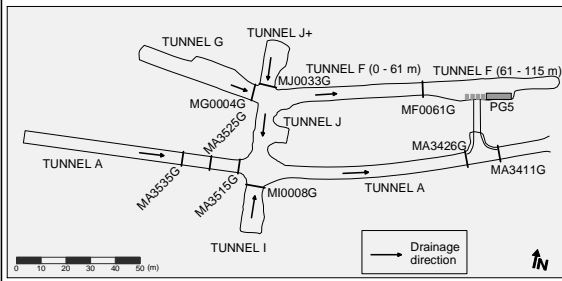 TUNNEL J+
TUNNEL G
MJ0033G
TUNNEL F (0 - 61 m)
TUNNEL F (61 - 115 m)
MG0004G
MF0061G
PG5
MA3525G
TUNNEL J
MA3426G
TUNNEL A
MA3535G
MA3515G
MI0008G
TUNNEL A
MA3411G
TUNNEL I
0 10 20 30 40 50 (m)
Drainage
direction
N